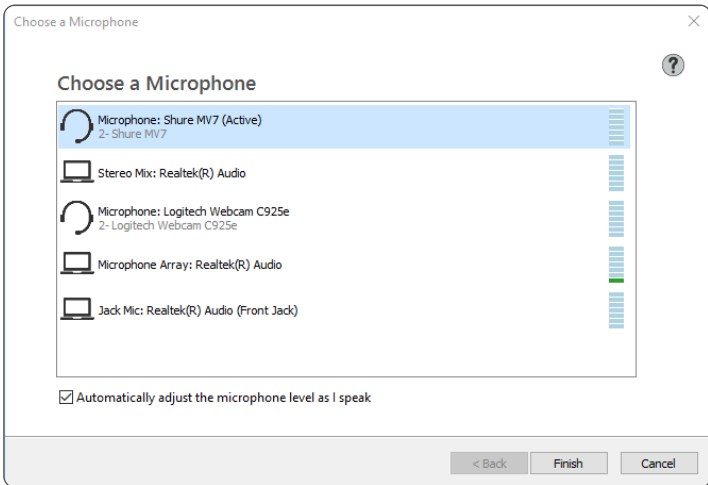 Choose a Microphone
?
Choose a Microphone
Microphone: Shure MV7 (Active)
2- Shure MV7
Stereo Mix: Realtek(R) Audio
Microphone: Logitech Webcam C925e
2- Logitech Webcam C925e
Microphone Array: Realtek(R) Audio
Jack Mic: Realtek(R) Audio (Front Jack)
Automatically adjust the microphone level as I speak
< Back Finish Cancel